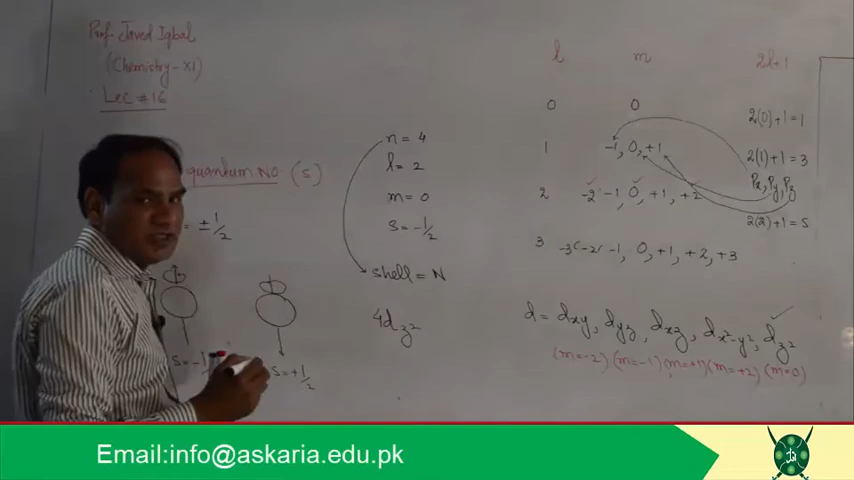 Prof Javed Iqbal
(Chemistry-XI)
Lec #16
quantum No. (s)
= ±1/2
s = -1/
s = +1/2
n = 4
l = 2
m = 0
s = -1/2
shell = N
4dz²
l m 2l+1
0 0 2(0)+1=1
1 -1, 0, +1 2(1)+1=3
Px, Py, Pz
2 -2, -1, 0, +1, +2 2(2)+1=5
3 -3, -2, -1, 0, +1, +2, +3
d = dxy, dyz, dxz, dx²-y², dz²
(m=-2) (m=-1) (m=+1) (m=+2) (m=0)
Email:info@askaria.edu.pk